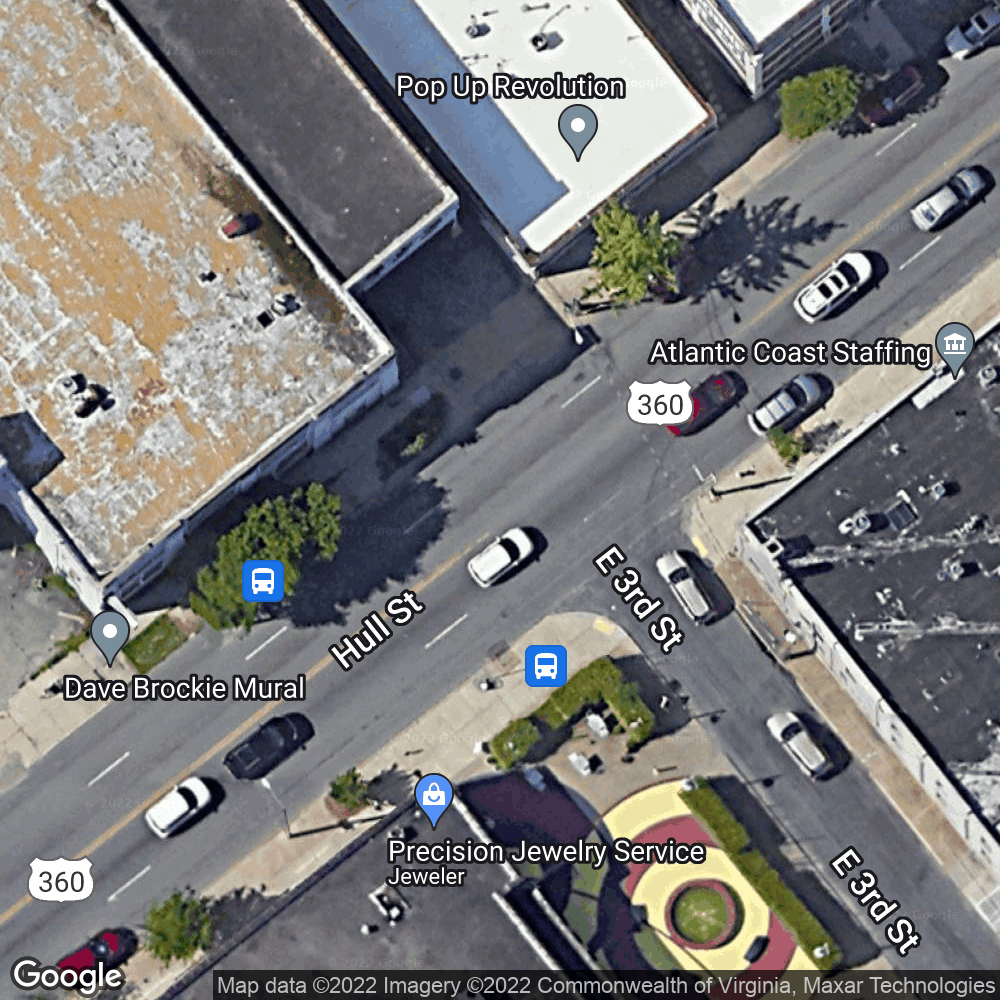 Pop Up Revolution
Atlantic Coast Staffing
360
E 3rd St
Hull St
Dave Brockie Mural
Precision Jewelry Service
Jeweler
360
E 3rd St
Google
Map data ©2022 Imagery ©2022 Commonwealth of Virginia, Maxar Technologies